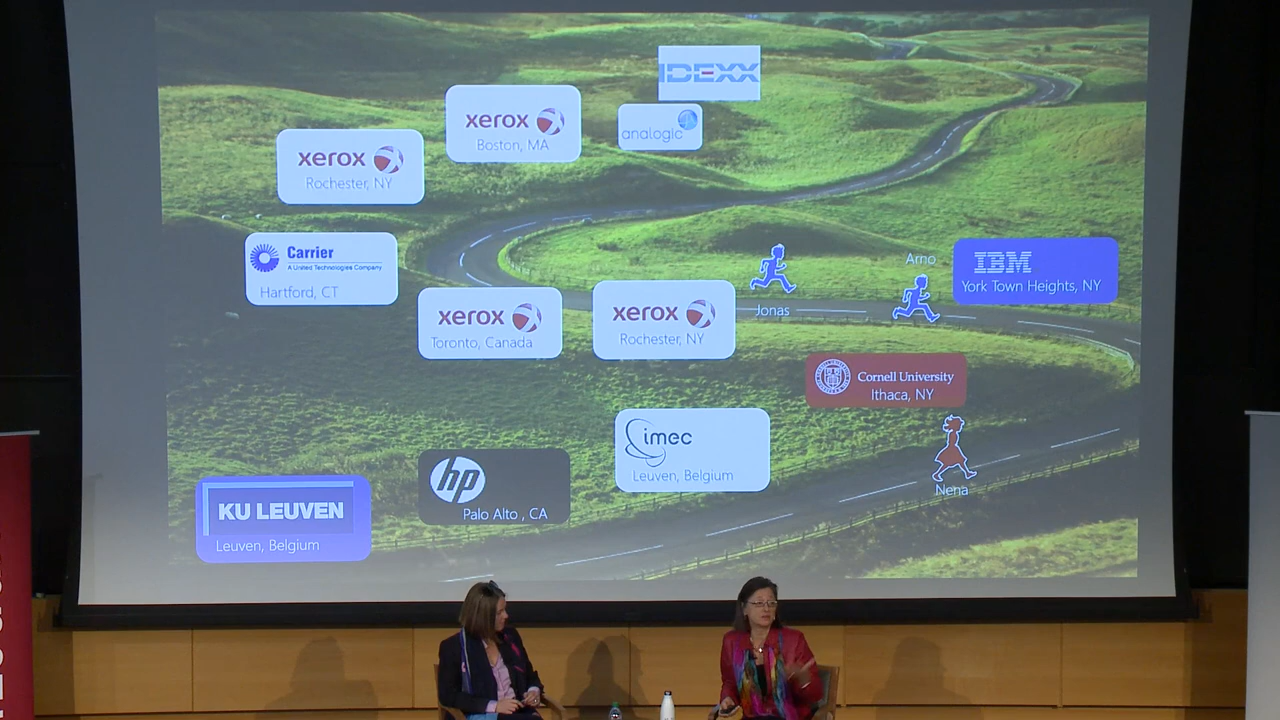 IDEXX
xerox
Boston, MA
analogic
xerox
Rochester, NY
Carrier
A United Technologies Company
Hartford, CT
Arno
IBM
York Town Heights, NY
Jonas
xerox
Toronto, Canada
xerox
Rochester, NY
Cornell University
Ithaca, NY
imec
Leuven, Belgium
hp
Palo Alto , CA
Nena
KU LEUVEN
Leuven, Belgium